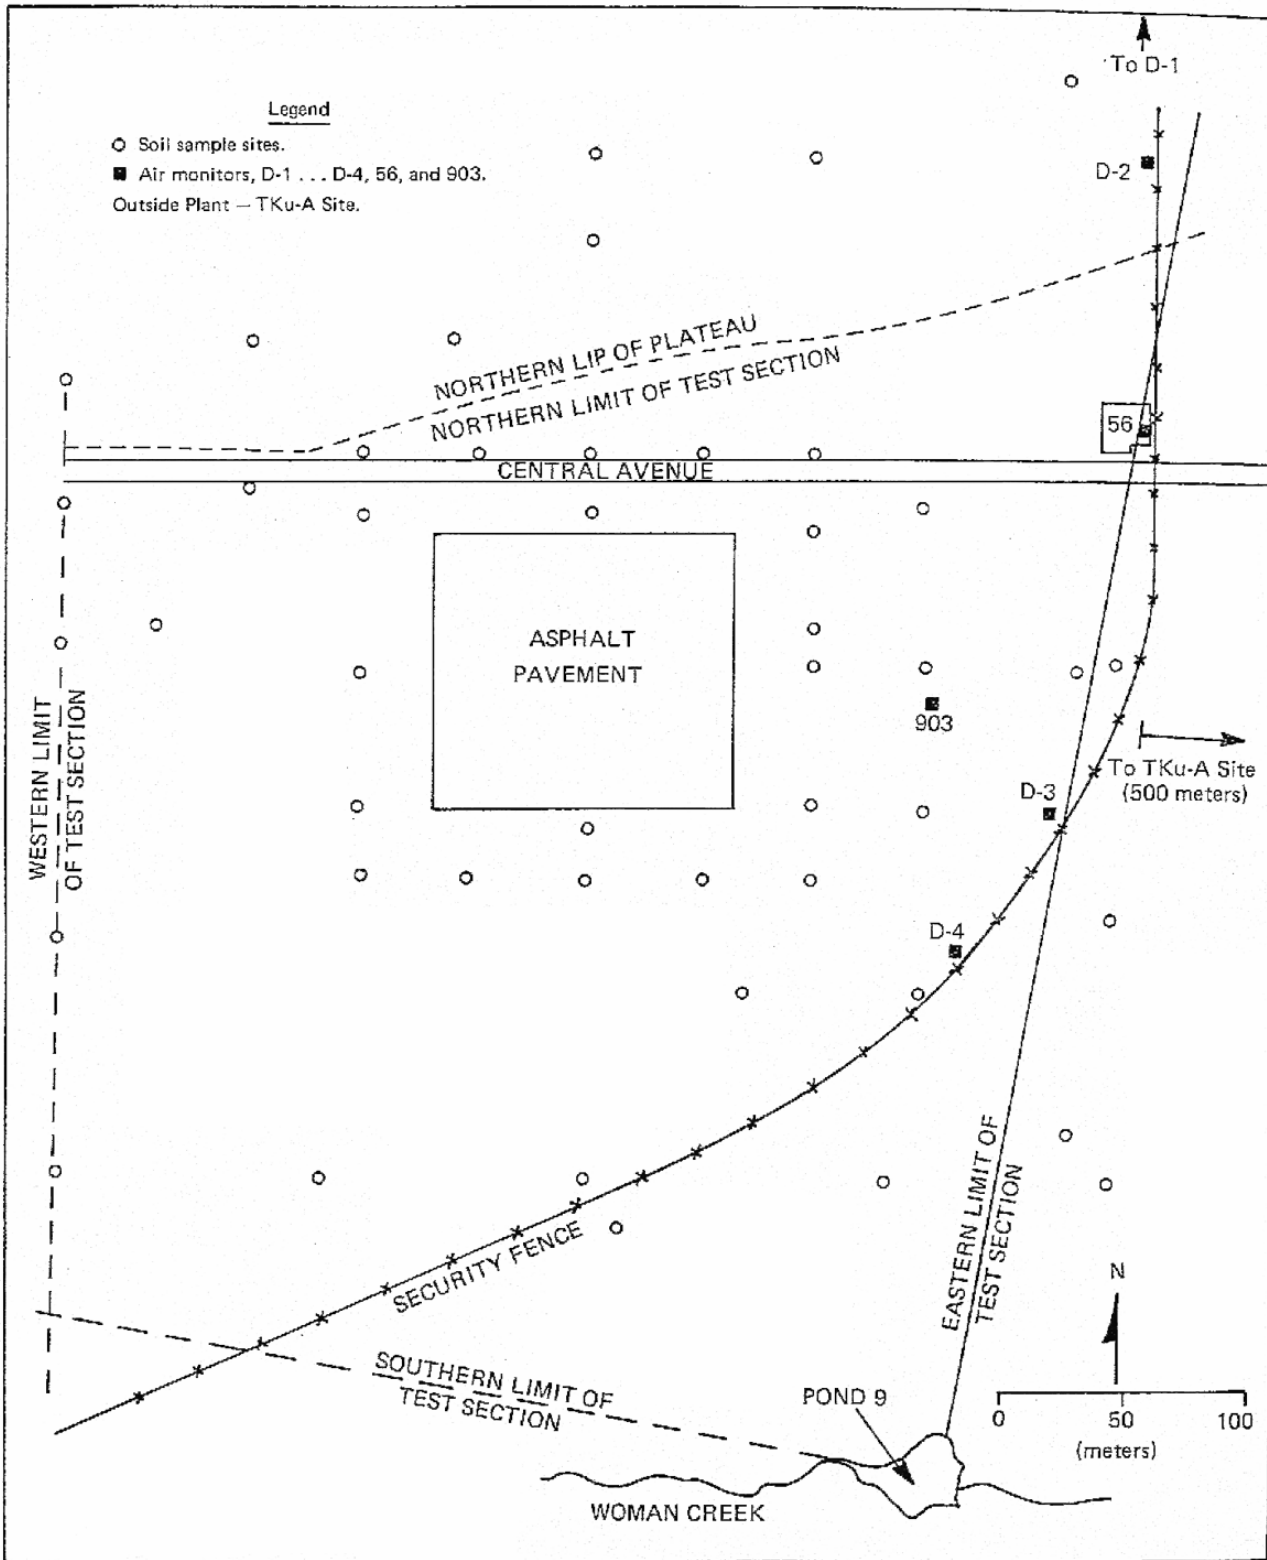 To D-1
Legend
Soil sample sites.
Air monitors, D-1 . . . D-4, 56, and 903.
Outside Plant — TKu-A Site.
D-2
NORTHERN LIP OF PLATEAU
NORTHERN LIMIT OF TEST SECTION
56
CENTRAL AVENUE
ASPHALT
PAVEMENT
WESTERN LIMIT
OF TEST SECTION
903
To TKu-A Site
(500 meters)
D-3
D-4
EASTERN LIMIT OF
TEST SECTION
SECURITY FENCE
N
SOUTHERN LIMIT OF
TEST SECTION
POND 9
0 50 100
(meters)
WOMAN CREEK